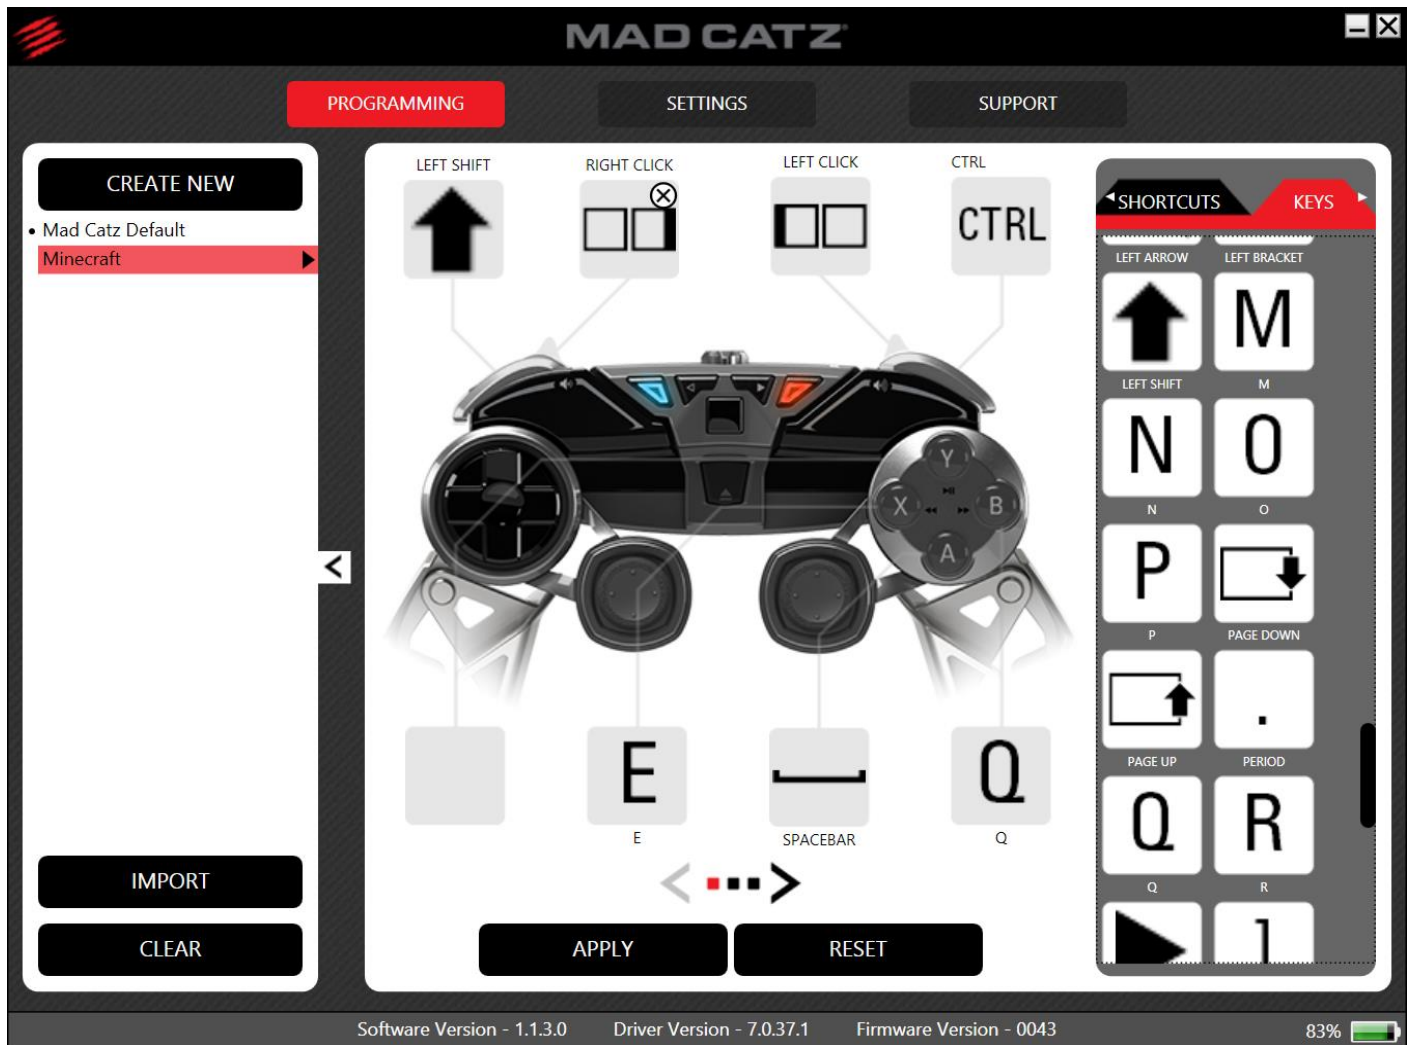 MAD CATZ
PROGRAMMING SETTINGS SUPPORT
CREATE NEW
• Mad Catz Default
Minecraft
IMPORT
CLEAR
LEFT SHIFT RIGHT CLICK LEFT CLICK CTRL
CTRL
Y
X B
A
E Q
E SPACEBAR Q
APPLY RESET
SHORTCUTS KEYS
LEFT ARROW LEFT BRACKET
M
LEFT SHIFT M
N O
N O
P
P PAGE DOWN
.
PAGE UP PERIOD
Q R
Q R
]
Software Version - 1.1.3.0 Driver Version - 7.0.37.1 Firmware Version - 0043 83%